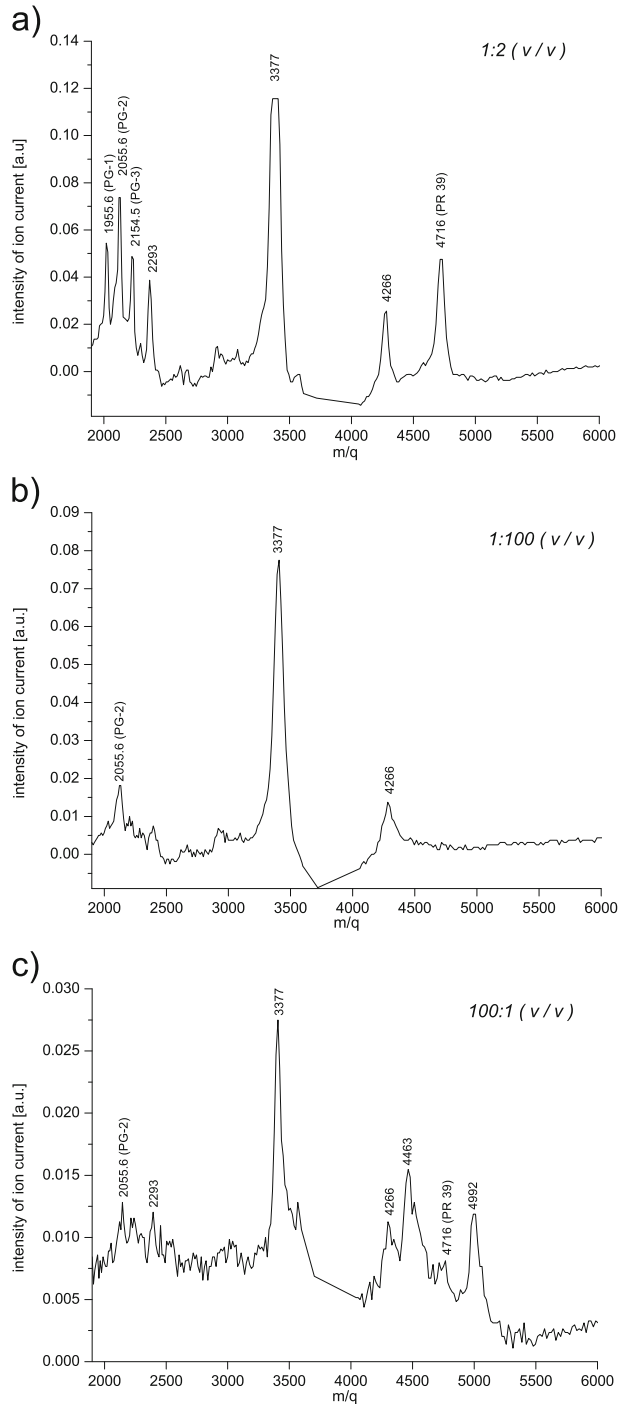 a)
1:2 ( v / v )
0.14
0.12
0.10
0.08
0.06
0.04
0.02
0.00
intensity of ion current [a.u]
1955.6 (PG-1)
2055.6 (PG-2)
2154.5 (PG-3)
2293
3377
4266
4716 (PR 39)
2000 2500 3000 3500 4000 4500 5000 5500 6000
m/q
b)
1:100 ( v / v )
0.09
0.08
0.07
0.06
0.05
0.04
0.03
0.02
0.01
0.00
intensity of ion current [a.u.]
2055.6 (PG-2)
3377
4266
2000 2500 3000 3500 4000 4500 5000 5500 6000
m/q
c)
100:1 ( v / v )
0.030
0.025
0.020
0.015
0.010
0.005
0.000
intensity of ion current [a.u.]
2055.6 (PG-2)
2293
3377
4266
4463
4716 (PR 39)
4992
2000 2500 3000 3500 4000 4500 5000 5500 6000
m/q